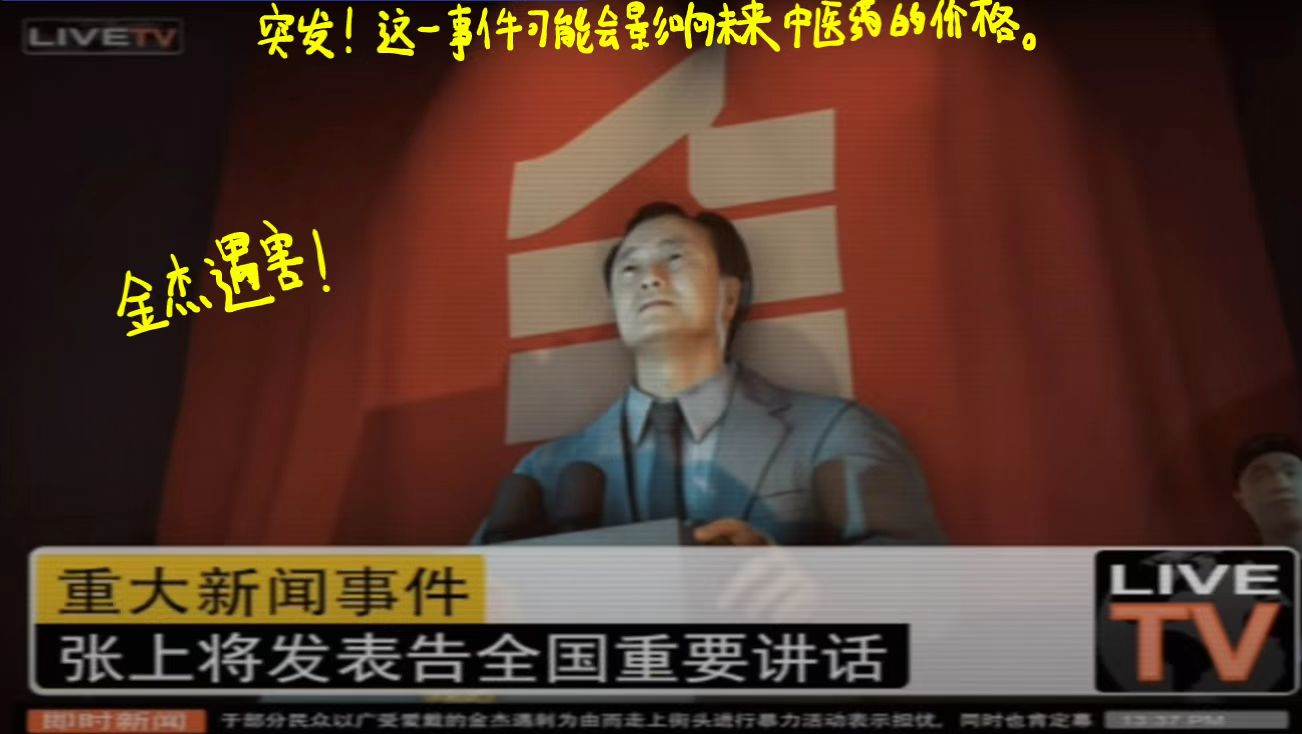 突发！这一事件可能会影响未来中医药的价格。
LIVETV
金杰遇害！
重大新闻事件
张上将发表告全国重要讲话
LIVE
TV
即时新闻 于部分民众以广受爱戴的金杰遇刺为由而走上街头进行暴力活动表示担忧。同时也肯定幕 13:37 PM